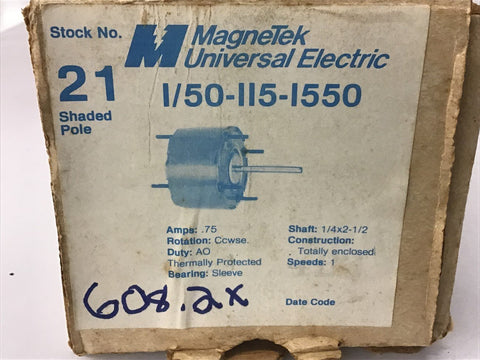 Stock No.
MagneTek
Universal Electric
21
Shaded
Pole
1/50-115-1550
Amps: .75
Rotation: Ccwse.
Duty: AO
Thermally Protected
Bearing: Sleeve
Shaft: 1/4x2-1/2
Construction:
Totally enclosed
Speeds: 1
608.2x
Date Code